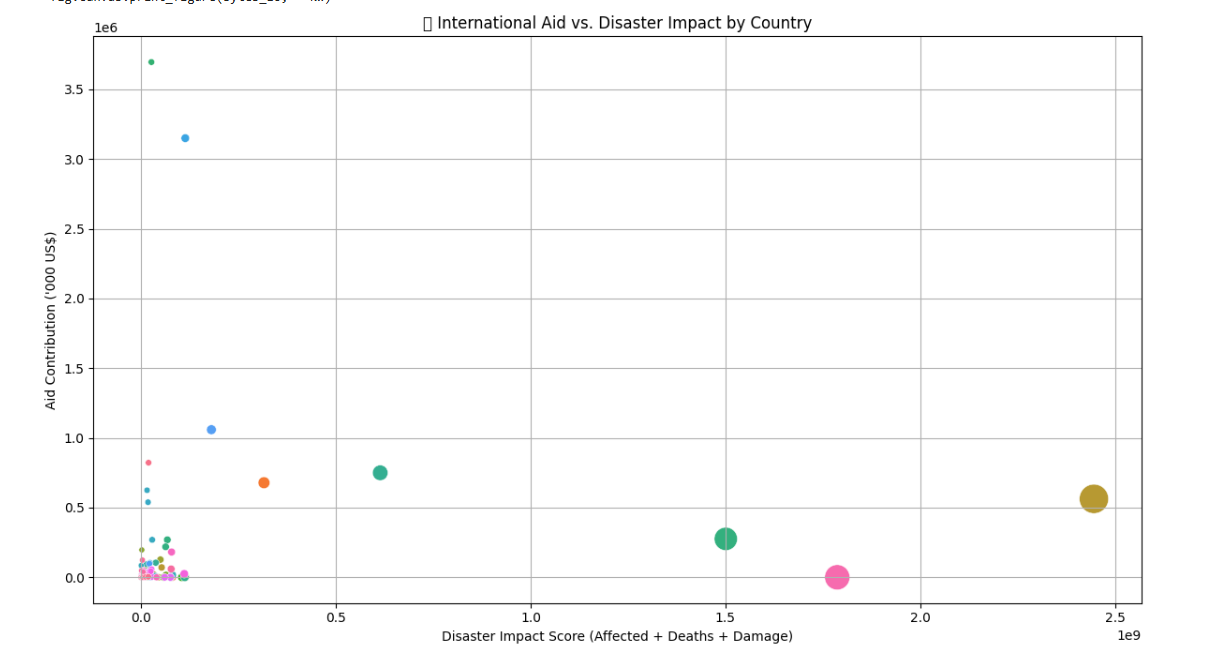 1e6
▯ International Aid vs. Disaster Impact by Country
Aid Contribution ('000 US$)
3.5
3.0
2.5
2.0
1.5
1.0
0.5
0.0
0.0 0.5 1.0 1.5 2.0 2.5
1e9
Disaster Impact Score (Affected + Deaths + Damage)